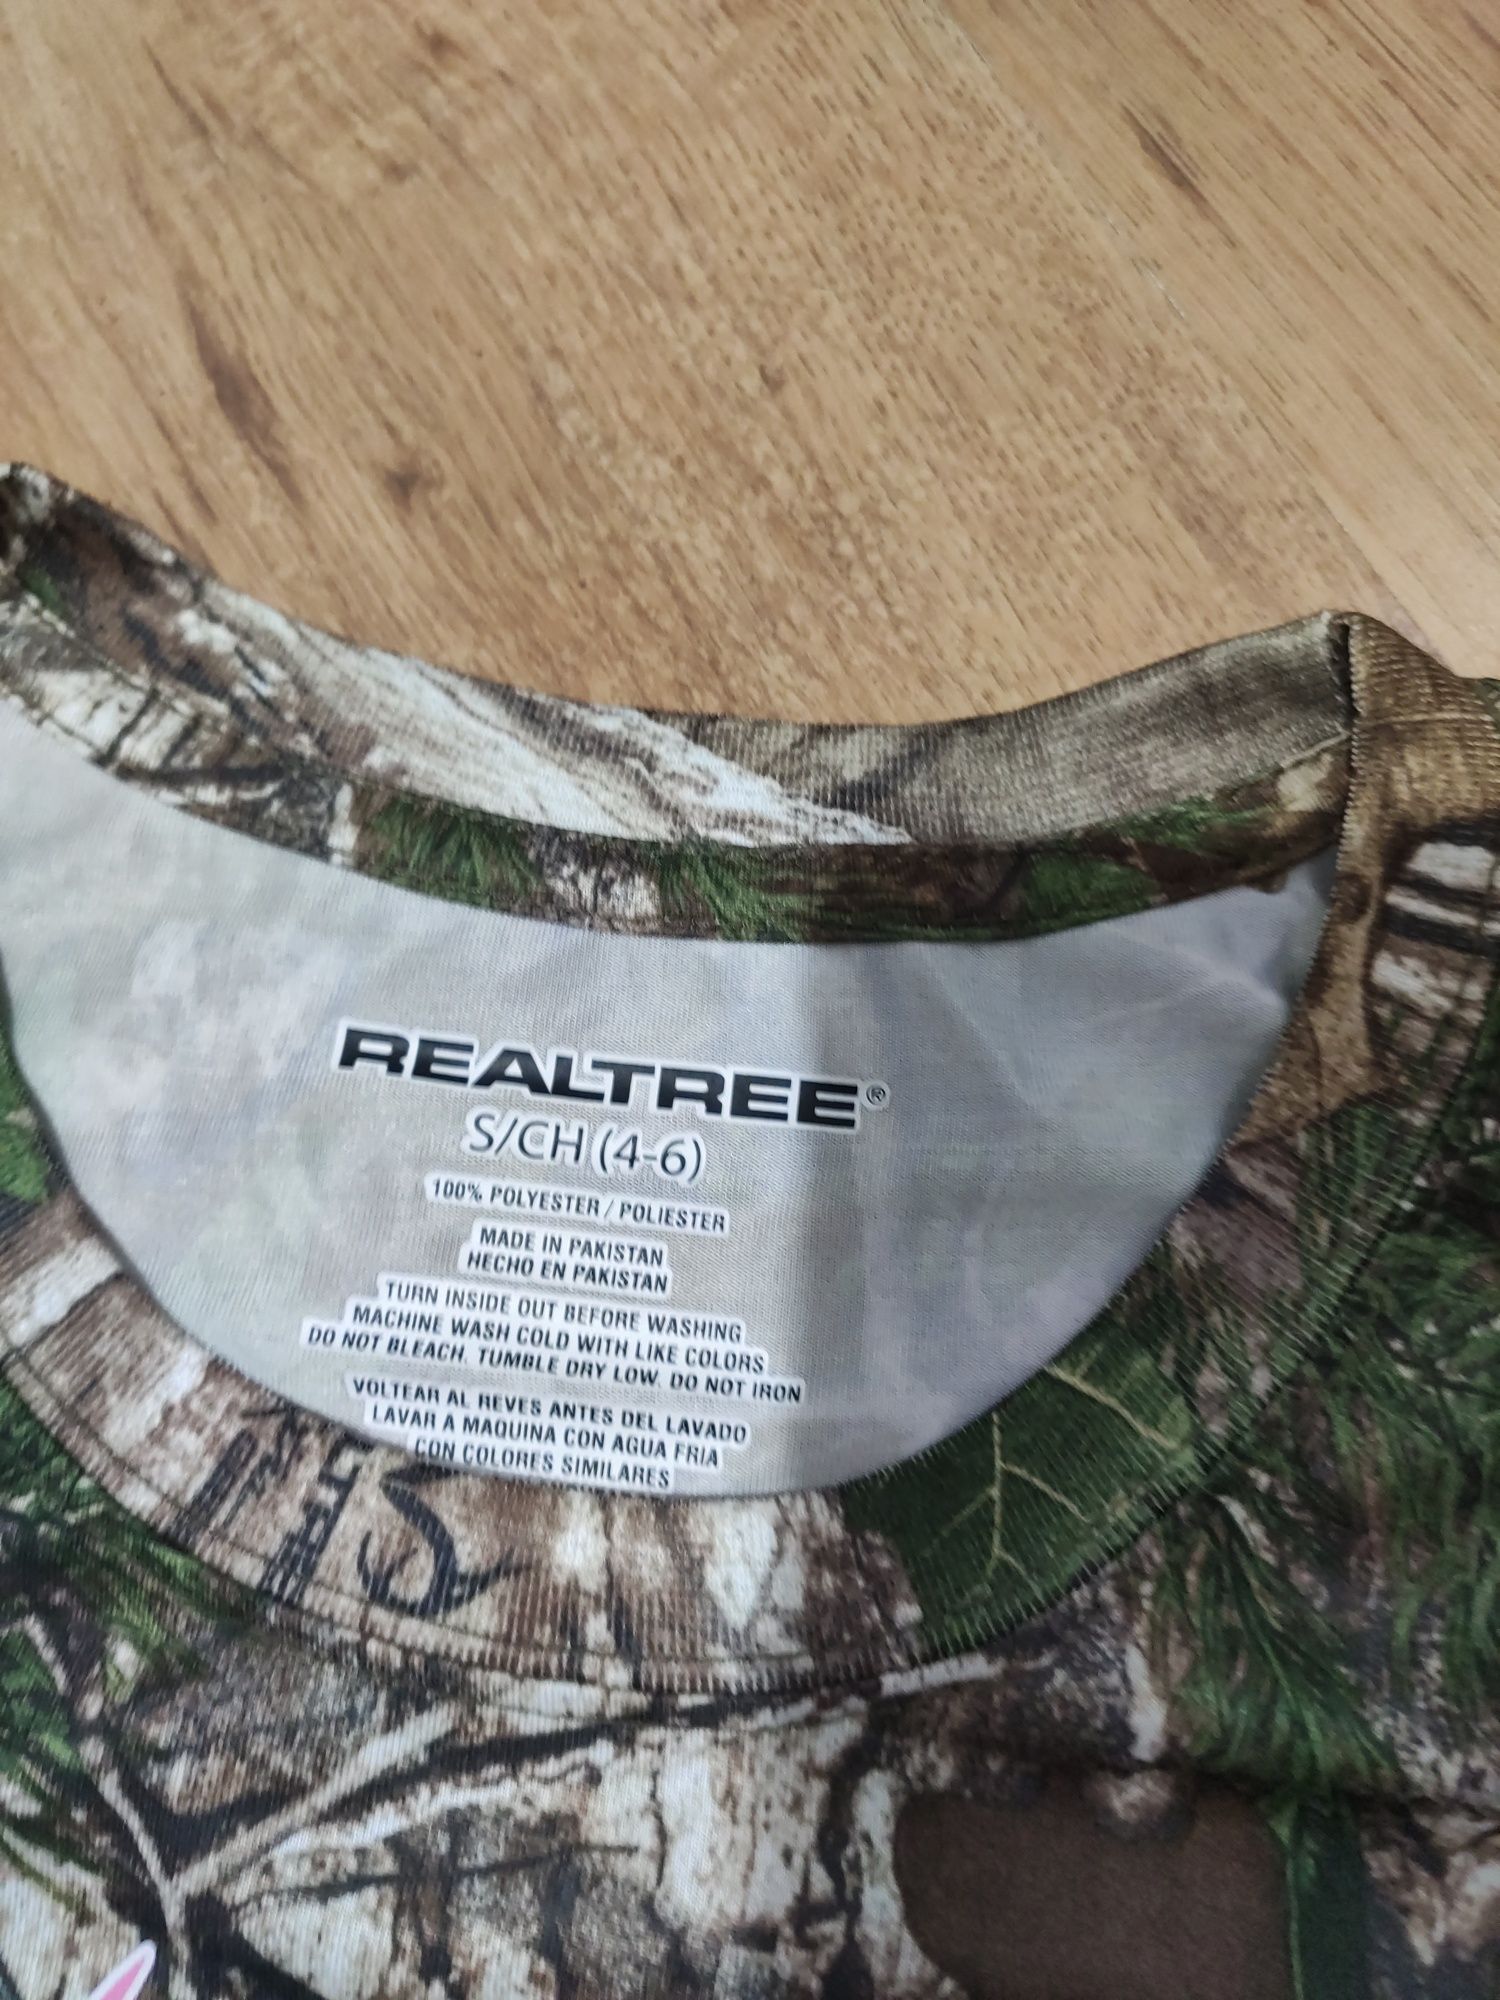 REALTREE®
S/CH (4-6)
100% POLYESTER / POLIESTER
MADE IN PAKISTAN
HECHO EN PAKISTAN
TURN INSIDE OUT BEFORE WASHING
MACHINE WASH COLD WITH LIKE COLORS
DO NOT BLEACH. TUMBLE DRY LOW. DO NOT IRON
VOLTEAR AL REVES ANTES DEL LAVADO
LAVAR A MAQUINA CON AGUA FRIA
CON COLORES SIMILARES